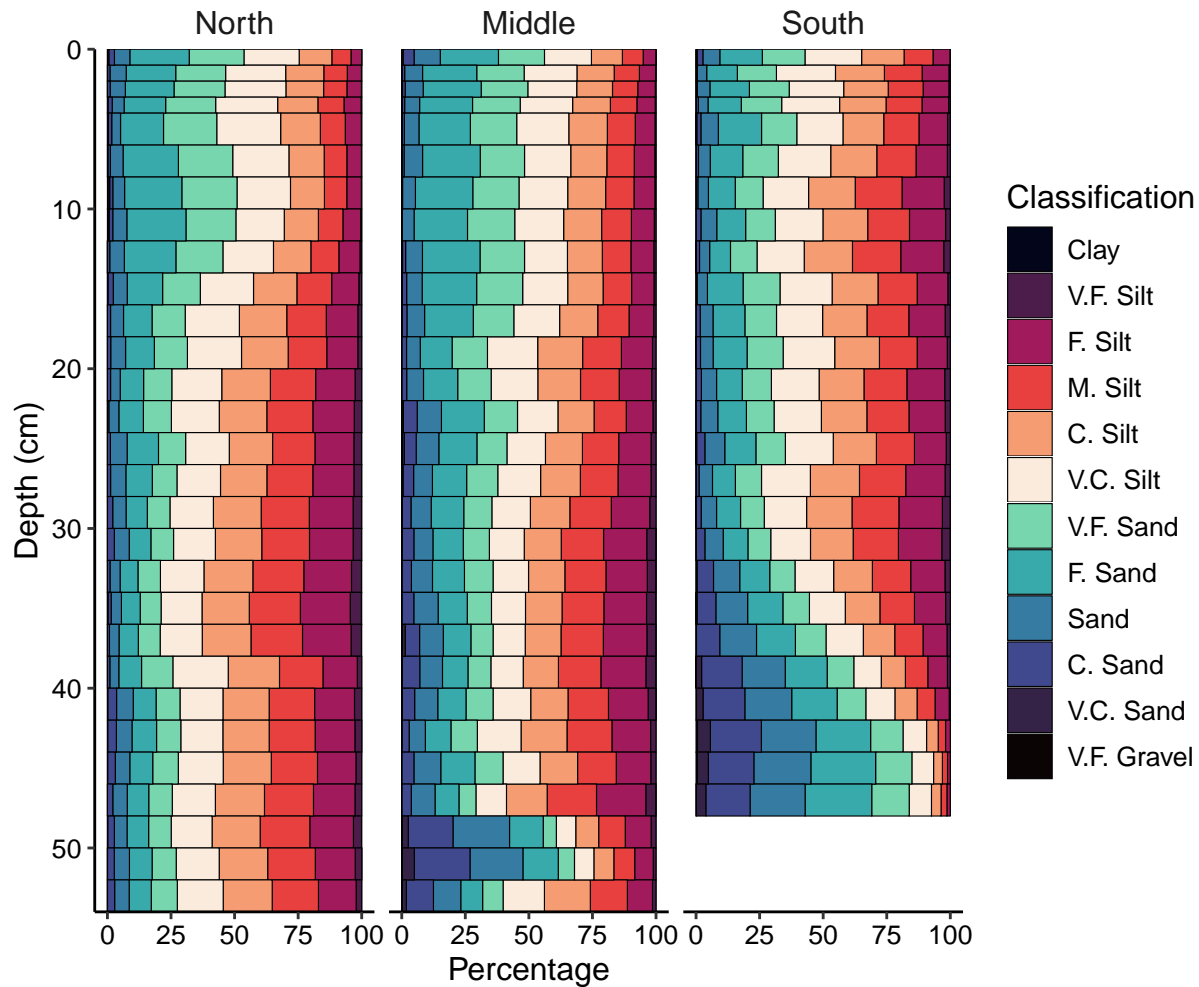 North Middle South
Depth (cm)
0
10
20
30
40
50
0 25 50 75 100 0 25 50 75 100 0 25 50 75 100
Percentage
Classification
Clay
V.F. Silt
F. Silt
M. Silt
C. Silt
V.C. Silt
V.F. Sand
F. Sand
Sand
C. Sand
V.C. Sand
V.F. Gravel